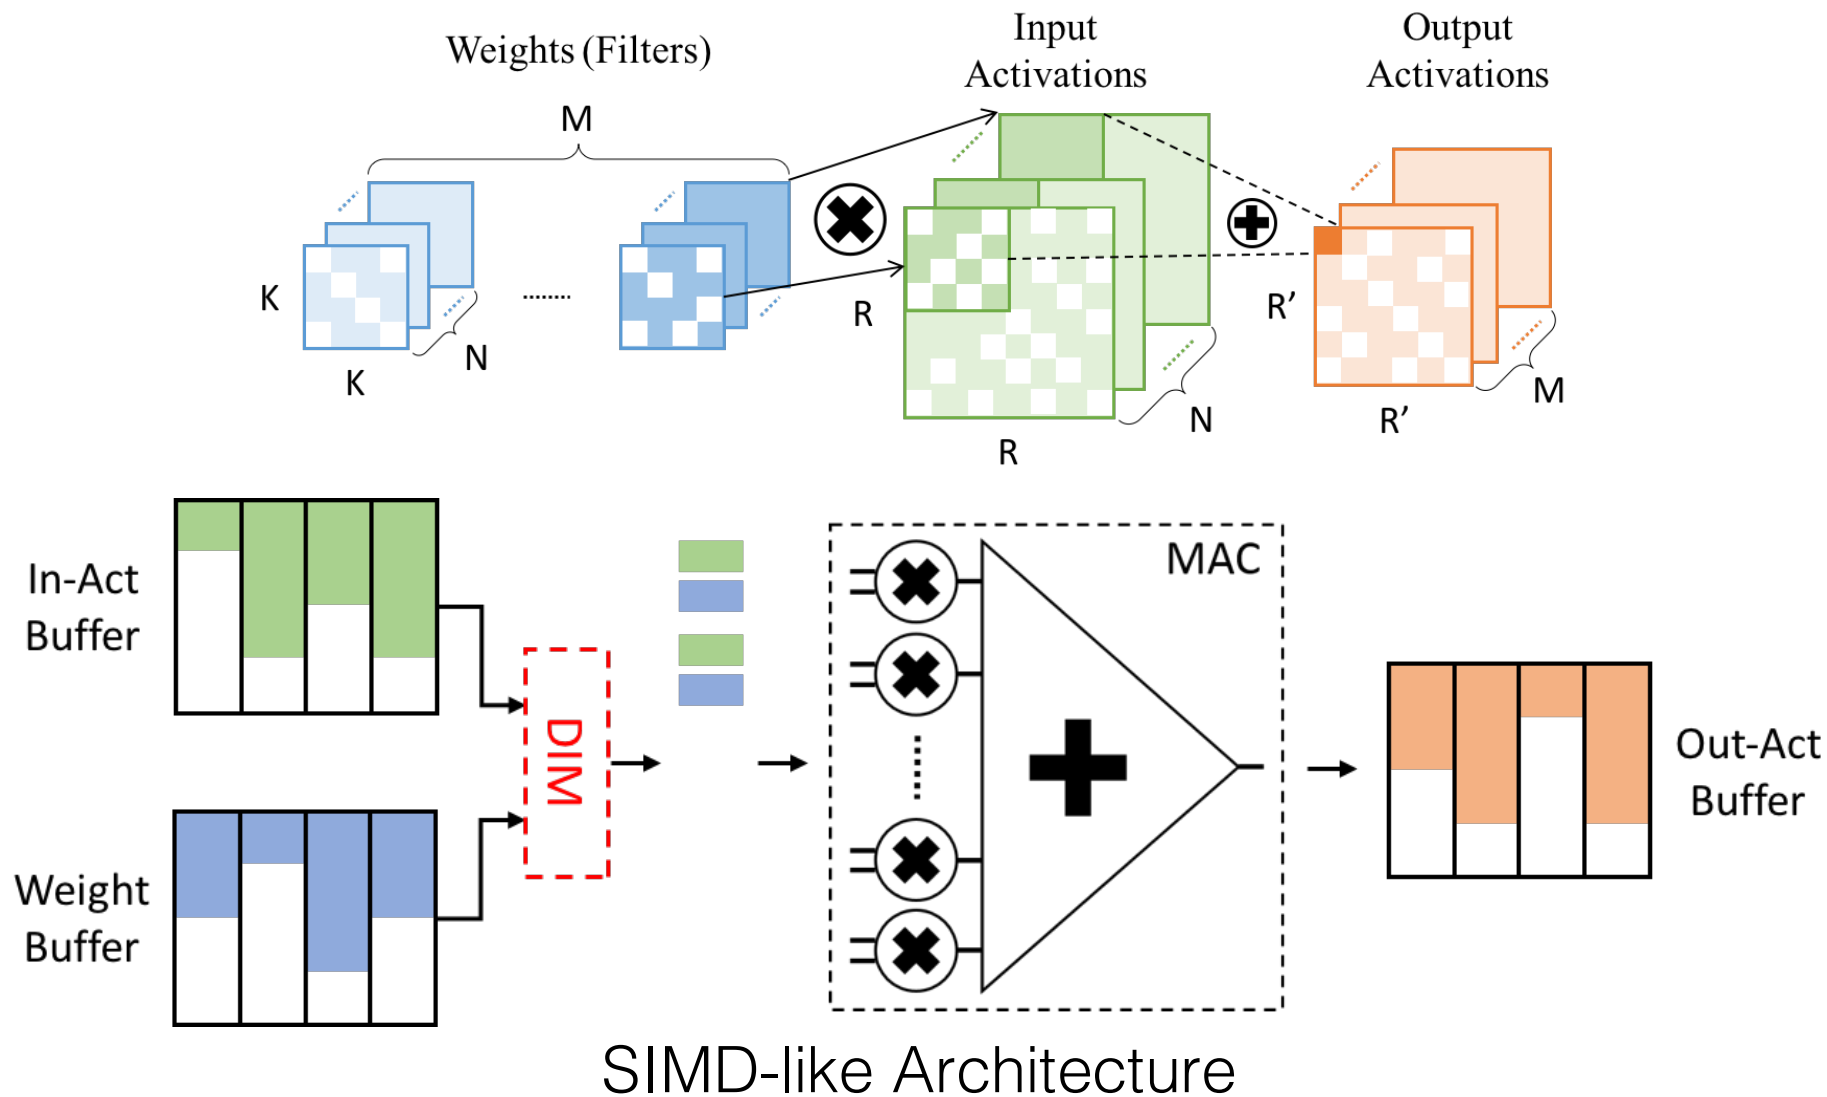 Weights (Filters)
Input
Activations
Output
Activations
M
K
K
N
R
R
N
R'
R'
M
In-Act
Buffer
Weight
Buffer
DIM
MAC
Out-Act
Buffer
SIMD-like Architecture